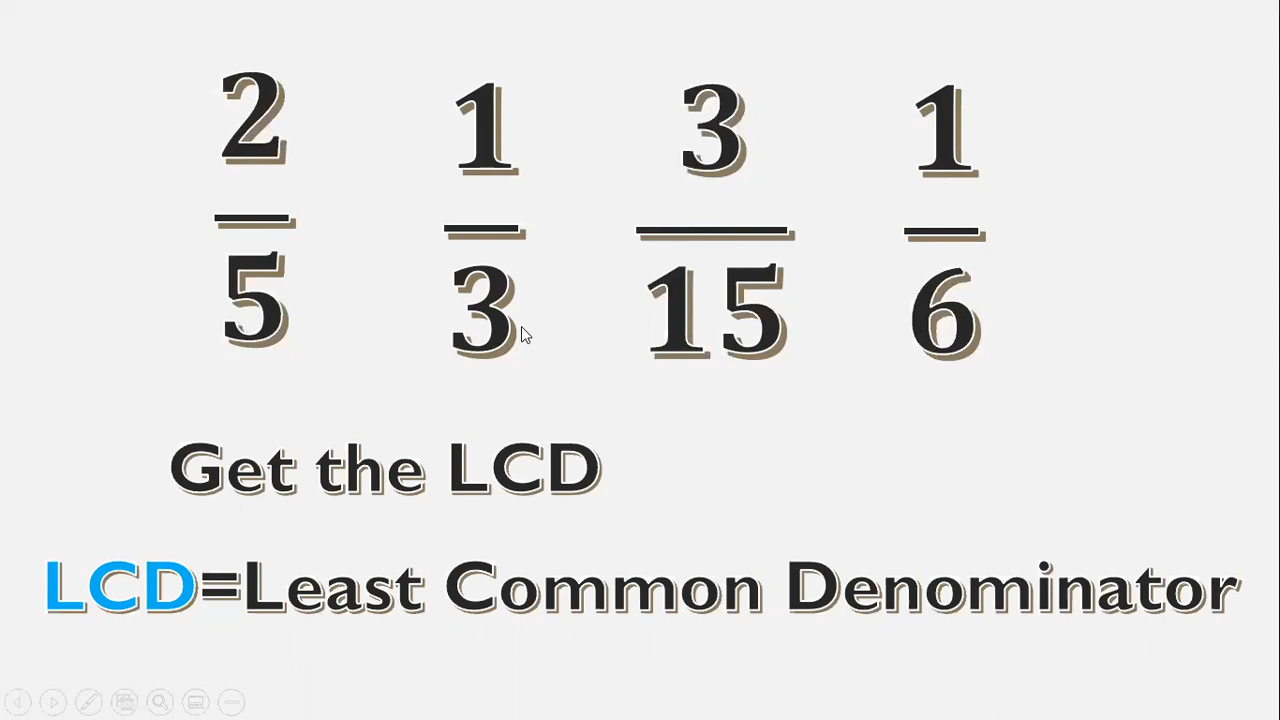 2 1 3 1
5 3 15 6
Get the LCD
LCD=Least Common Denominator